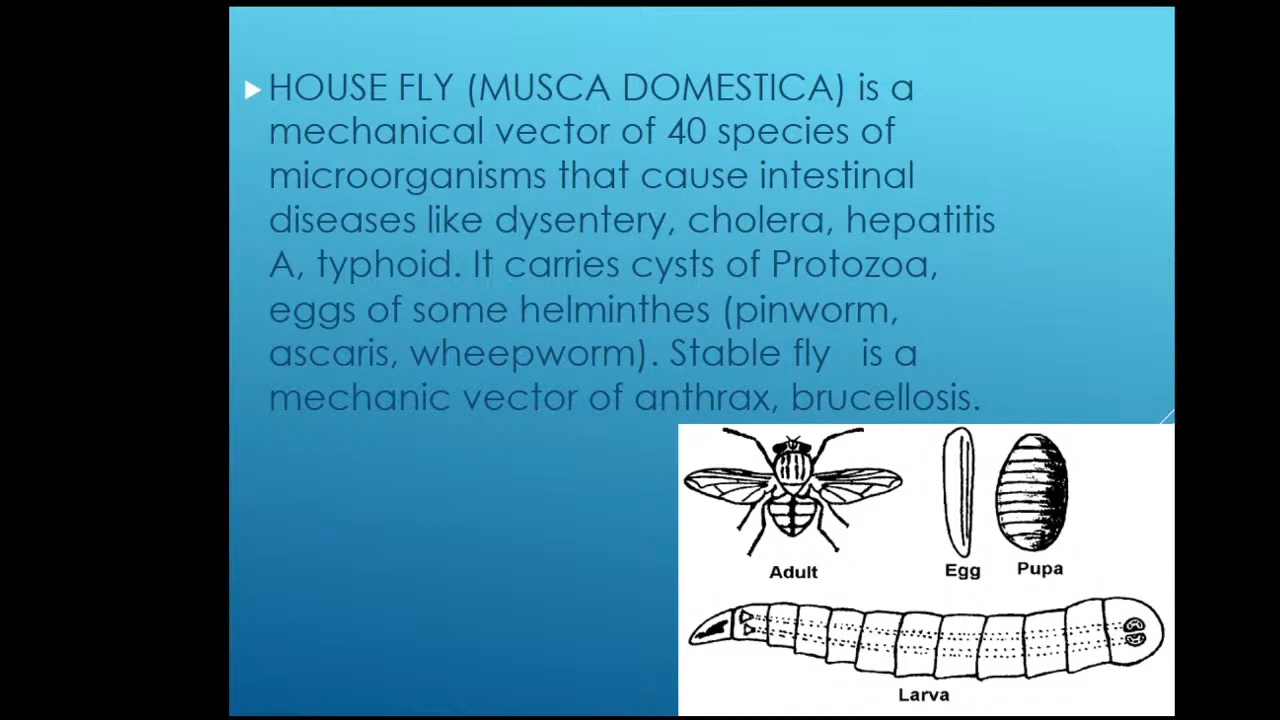 HOUSE FLY (MUSCA DOMESTICA) is a
mechanical vector of 40 species of
microorganisms that cause intestinal
diseases like dysentery, cholera, hepatitis
A, typhoid. It carries cysts of Protozoa,
eggs of some helminthes (pinworm,
ascaris, wheepworm). Stable fly is a
mechanic vector of anthrax, brucellosis.
Adult
Egg
Pupa
Larva